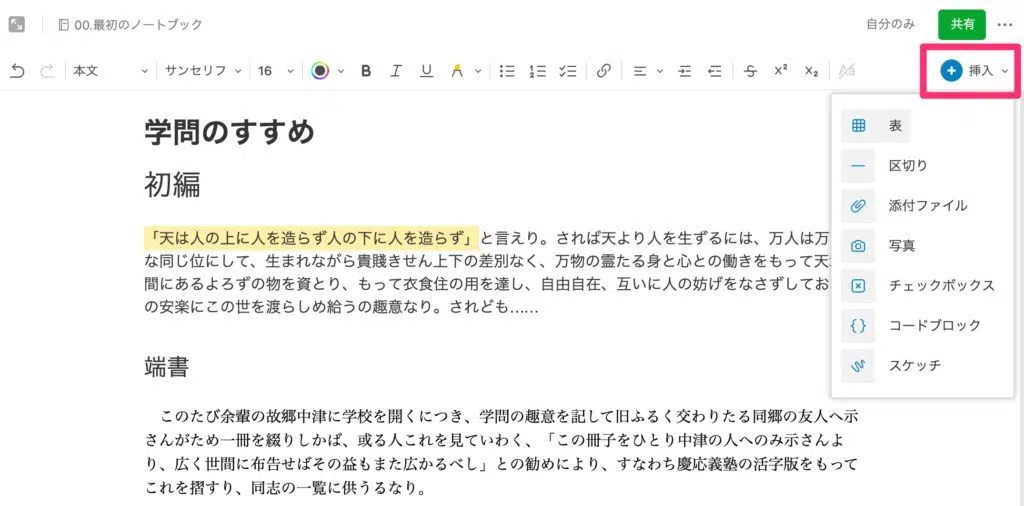 00.最初のノートブック 自分のみ 共有
本文 サンセリフ 16 B I U 挿入
学問のすすめ
初編
「天は人の上に人を造らず人の下に人を造らず」と言えり。されば天より人を生ずるには、万人は万
な同じ位にして、生まれながら貴賤きせん上下の差別なく、万物の霊たる身と心との働きをもって天
間にあるよろずの物を資とり、もって衣食住の用を達し、自由自在、互いに人の妨げをなさずしてお
の安楽にこの世を渡らしめ給うの趣意なり。されども……
端書
このたび余輩の故郷中津に学校を開くにつき、学問の趣意を記して旧ふるく交わりたる同郷の友人へ示
さんがため一冊を綴りしかば、或る人これを見ていわく、「この冊子をひとり中津の人へのみ示さんよ
り、広く世間に布告せばその益もまた広かるべし」との勧めにより、すなわち慶応義塾の活字版をもって
これを摺すり、同志の一覧に供うるなり。
表
区切り
添付ファイル
写真
チェックボックス
コードブロック
スケッチ